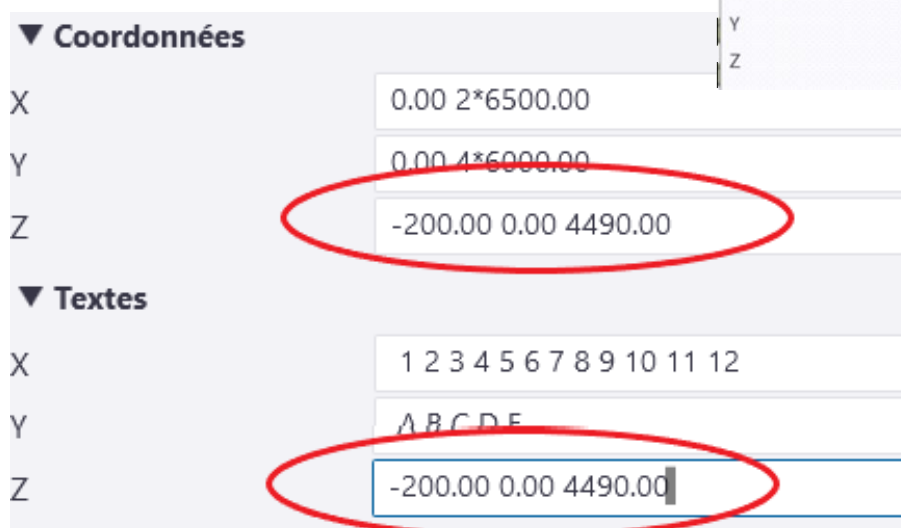 Y
Z
▼ Coordonnées
X 0.00 2*6500.00
Y 0.00 4*6000.00
Z -200.00 0.00 4490.00
▼ Textes
X 1 2 3 4 5 6 7 8 9 10 11 12
Y A B C D E
Z -200.00 0.00 4490.00